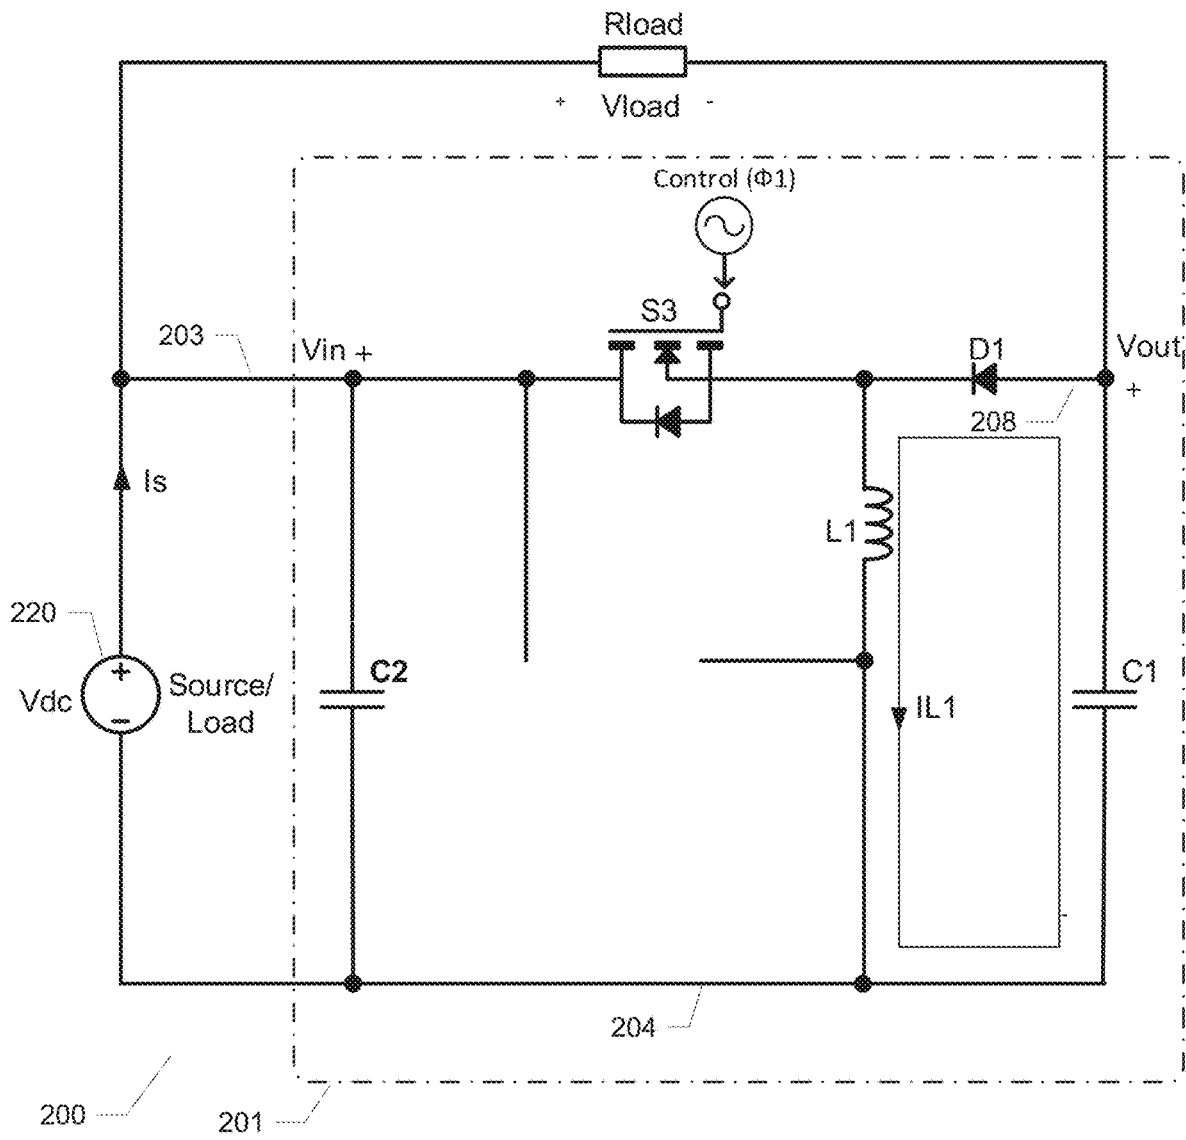 Rload
+ Vload -
Control (Φ1)
S3
203
Vin +
D1
Vout
+
208
Is
L1
220
+
C2
C1
Vdc
Source/
Load
-
IL1
-
204
200
201